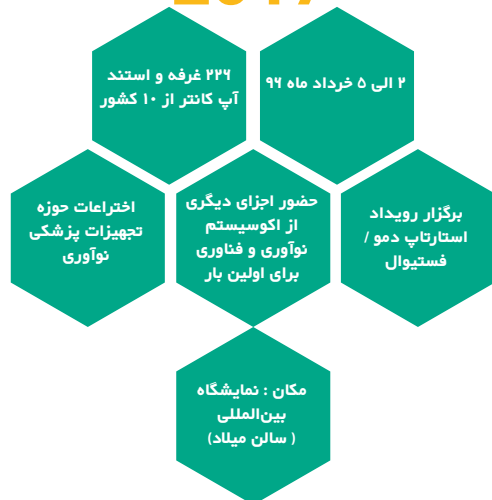 ۲ الی ۵ خرداد ماه ۹۶
۲۲۶ غرفه و استند
آپ کانتر از ۱۰ کشور
برگزار رویداد
استارتاپ دمو /
فستیوال
حضور اجزای دیگری
از اکوسیستم
نوآوری و فناوری
برای اولین بار
اختراعات حوزه
تجهیزات پزشکی
نوآوری
مکان : نمایشگاه
بین‌المللی
( سالن میلاد)